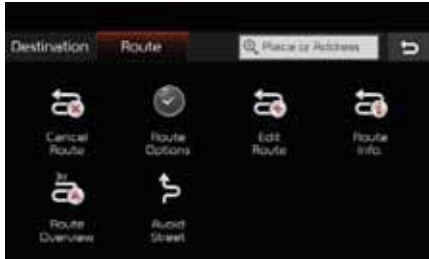 Destination
Route
Place or Address
Cancel
Route
Route
Options
Edit
Route
Route
Info.
Route
Overview
Avoid
Street